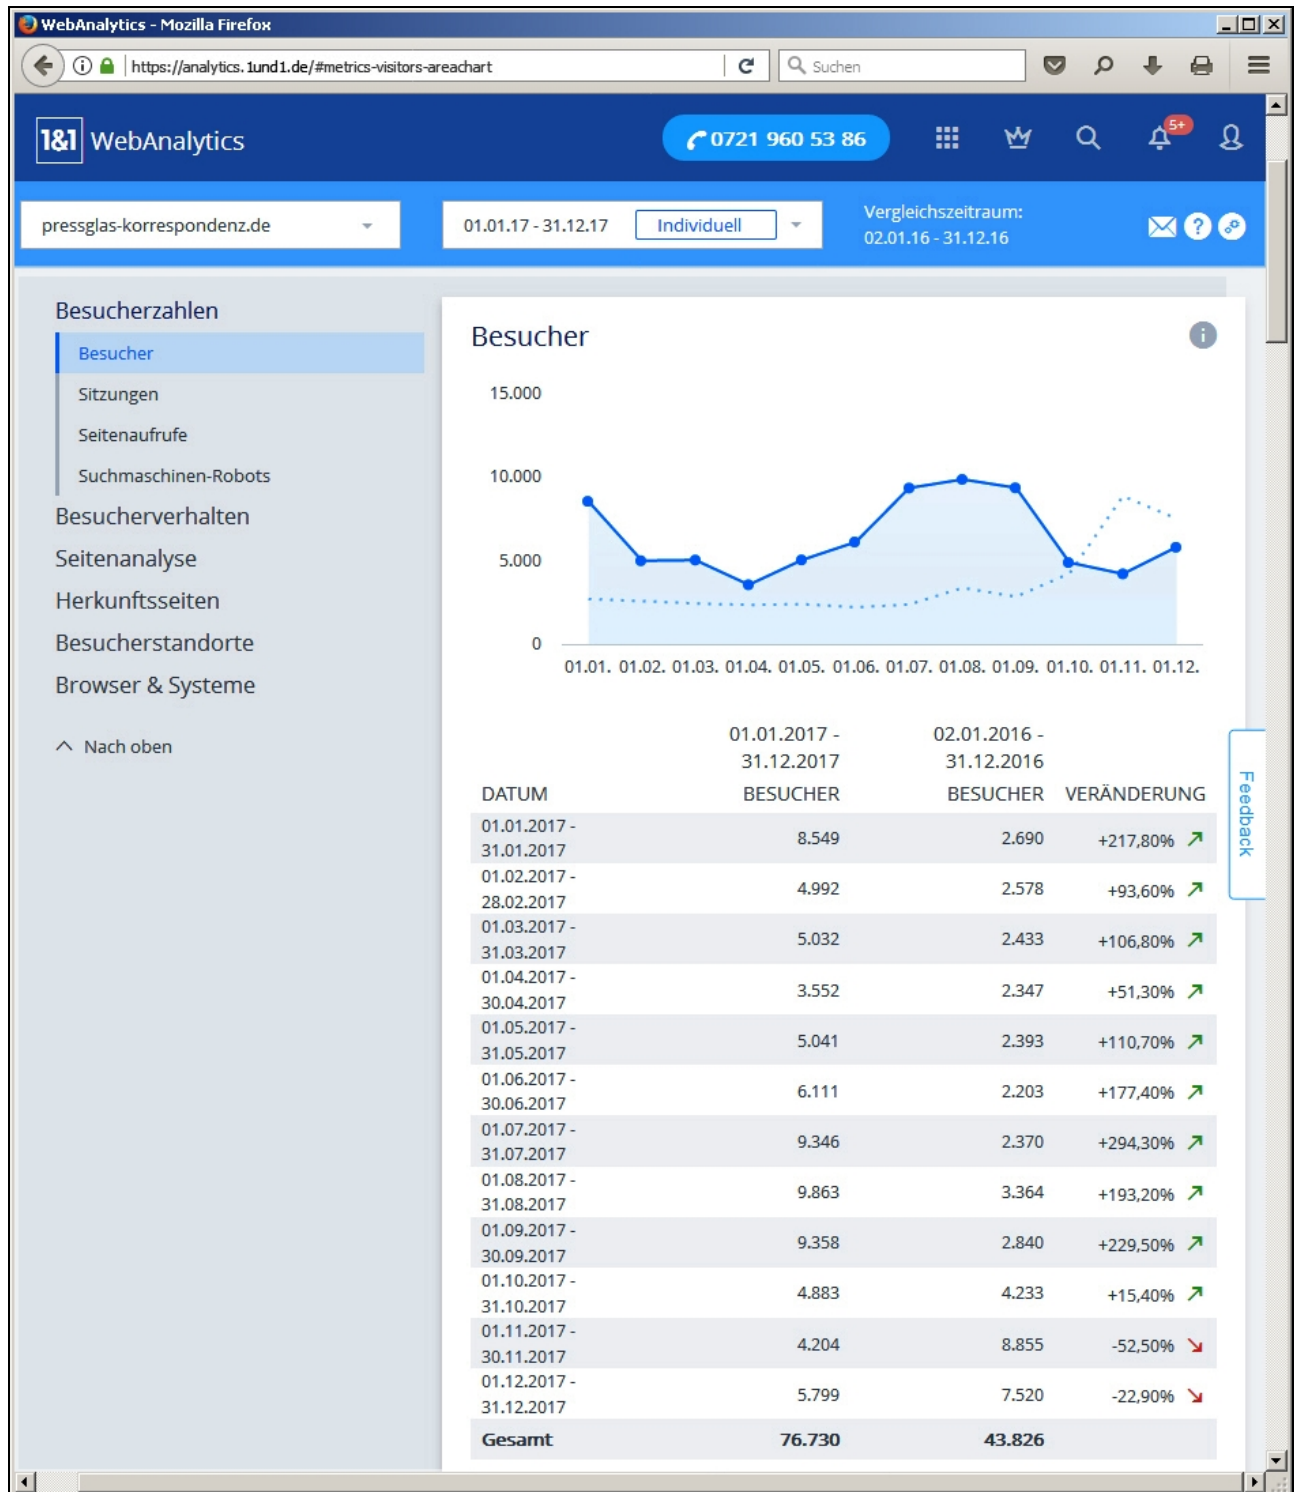 WebAnalytics - Mozilla Firefox
https://analytics.1und1.de/#metrics-visitors-areachart
Suchen
1&1 WebAnalytics
0721 960 53 86
5+
pressglas-korrespondenz.de
01.01.17 - 31.12.17 Individuell
Vergleichszeitraum:
02.01.16 - 31.12.16
?
Besucherzahlen
Besucher
Sitzungen
Seitenaufrufe
Suchmaschinen-Robots
Besucherverhalten
Seitenanalyse
Herkunftsseiten
Besucherstandorte
Browser & Systeme
Nach oben
Besucher
i
15.000
10.000
5.000
0
01.01. 01.02. 01.03. 01.04. 01.05. 01.06. 01.07. 01.08. 01.09. 01.10. 01.11. 01.12.
01.01.2017 - 02.01.2016 -
31.12.2017 31.12.2016
DATUM BESUCHER BESUCHER VERÄNDERUNG
01.01.2017 -
31.01.2017 8.549 2.690 +217,80%
01.02.2017 -
28.02.2017 4.992 2.578 +93,60%
01.03.2017 -
31.03.2017 5.032 2.433 +106,80%
01.04.2017 -
30.04.2017 3.552 2.347 +51,30%
01.05.2017 -
31.05.2017 5.041 2.393 +110,70%
01.06.2017 -
30.06.2017 6.111 2.203 +177,40%
01.07.2017 -
31.07.2017 9.346 2.370 +294,30%
01.08.2017 -
31.08.2017 9.863 3.364 +193,20%
01.09.2017 -
30.09.2017 9.358 2.840 +229,50%
01.10.2017 -
31.10.2017 4.883 4.233 +15,40%
01.11.2017 -
30.11.2017 4.204 8.855 -52,50%
01.12.2017 -
31.12.2017 5.799 7.520 -22,90%
Gesamt 76.730 43.826
Feedback